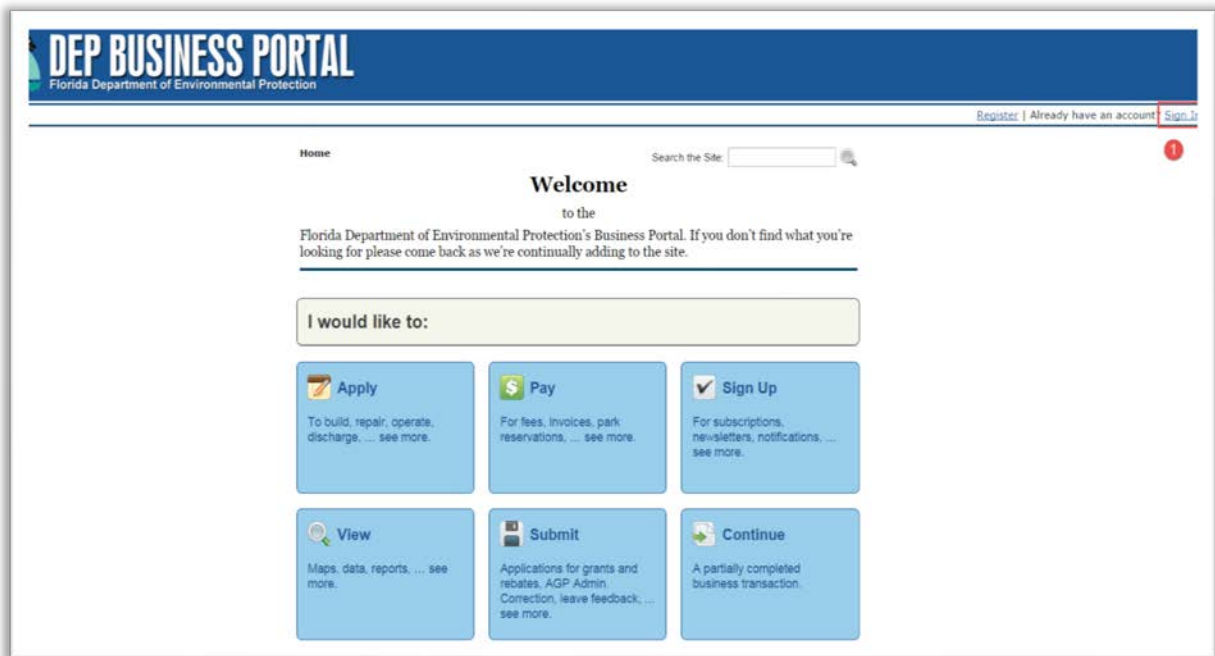 DEP BUSINESS PORTAL
Florida Department of Environmental Protection
Register | Already have an account? Sign In
1
Home
Search the Site:
Welcome
to the
Florida Department of Environmental Protection's Business Portal. If you don't find what you're
looking for please come back as we're continually adding to the site.
I would like to:
Apply
To build, repair, operate,
discharge, ... see more.
Pay
For fees, invoices, park
reservations, ... see more.
Sign Up
For subscriptions,
newsletters, notifications, ...
see more.
View
Maps, data, reports, ... see
more.
Submit
Applications for grants and
rebates, AGP Admin
Correction, leave feedback, ...
see more.
Continue
A partially completed
business transaction.